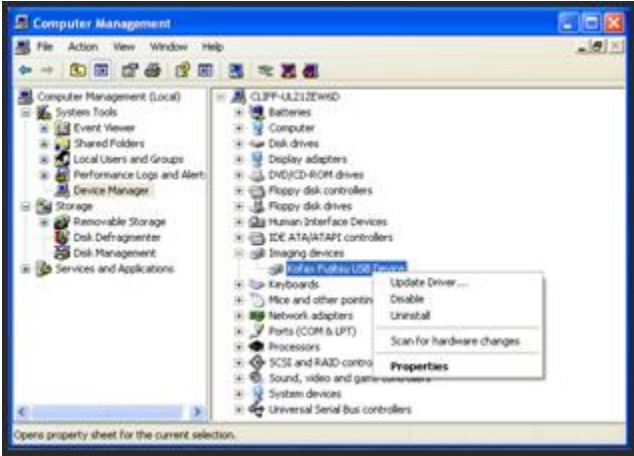 Computer Management
File Action View Window Help
Computer Management (Local)
System Tools
Event Viewer
Shared Folders
Local Users and Groups
Performance Logs and Alert
Device Manager
Storage
Removable Storage
Disk Defragmenter
Disk Management
Services and Applications
CLIFF-UL21ZEW6D
Batteries
Computer
Disk drives
Display adapters
DVD/CD-ROM drives
Floppy disk controllers
Floppy disk drives
Human Interface Devices
IDE ATA/ATAPI controllers
Imaging devices
Kofax Fujitsu USB Device
Keyboards
Mice and other pointin
Network adapters
Ports (COM & LPT)
Processors
SCSI and RAID contro
Sound, video and game controllers
System devices
Universal Serial Bus controllers
Update Driver...
Disable
Uninstall
Scan for hardware changes
Properties
Opens property sheet for the current selection.